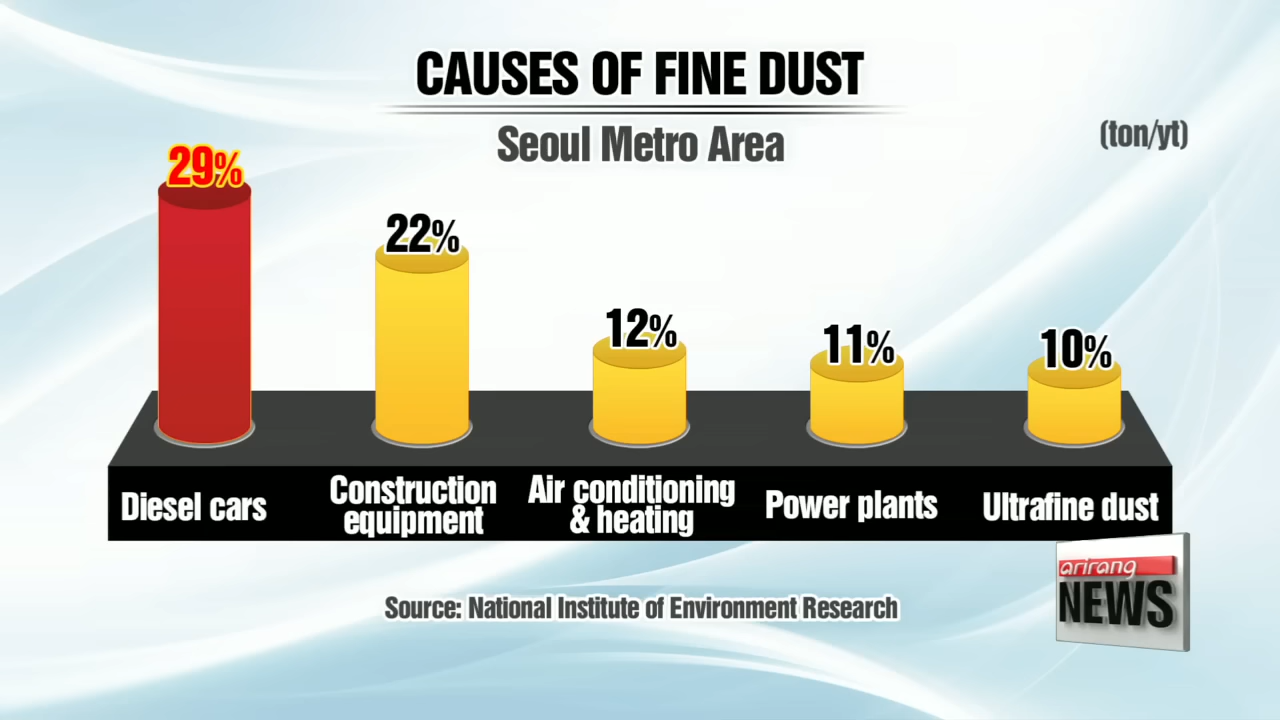 CAUSES OF FINE DUST
Seoul Metro Area
(ton/yt)
29%
22%
12%
11%
10%
Diesel cars
Construction
equipment
Air conditioning
& heating
Power plants
Ultrafine dust
Source: National Institute of Environment Research
arirang
NEWS